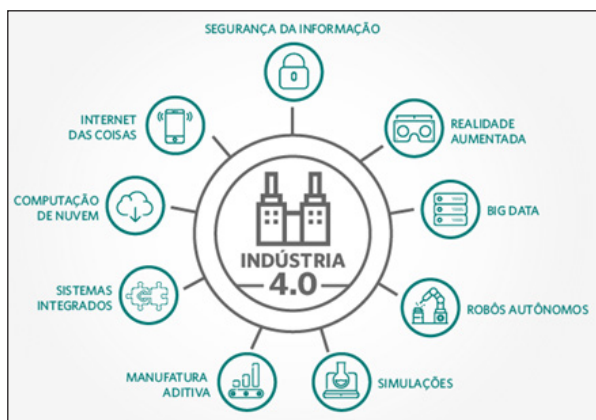 SEGURANÇA DA INFORMAÇÃO
INTERNET
DAS COISAS
REALIDADE
AUMENTADA
COMPUTAÇÃO
DE NUVEM
BIG DATA
INDÚSTRIA
4.0
SISTEMAS
INTEGRADOS
ROBÔS AUTÔNOMOS
MANUFATURA
ADITIVA
SIMULAÇÕES